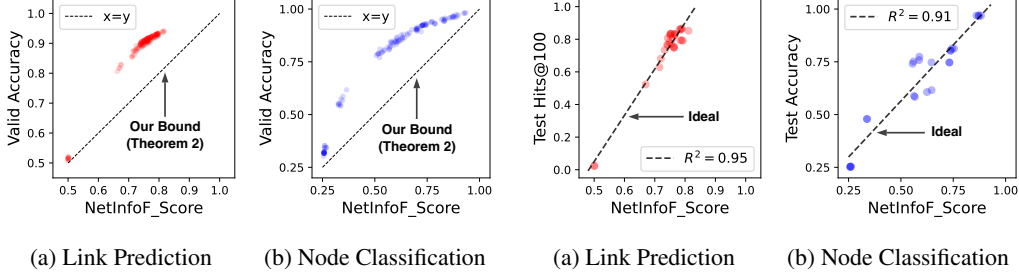 Valid Accuracy
1.0
0.9
0.8
0.7
0.6
0.5
x=y
Our Bound
(Theorem 2)
0.5 0.6 0.7 0.8 0.9 1.0
NetInfoF_Score
(a) Link Prediction
Valid Accuracy
1.00
0.75
0.50
0.25
x=y
Our Bound
(Theorem 2)
0.25 0.50 0.75 1.00
NetInfoF_Score
(b) Node Classification
Test Hits@100
1.0
0.8
0.6
0.4
0.2
0.0
Ideal
R² = 0.95
0.5 0.6 0.7 0.8 0.9 1.0
NetInfoF_Score
(a) Link Prediction
Test Accuracy
1.00
0.75
0.50
0.25
R² = 0.91
Ideal
0.25 0.50 0.75 1.00
NetInfoF_Score
(b) Node Classification